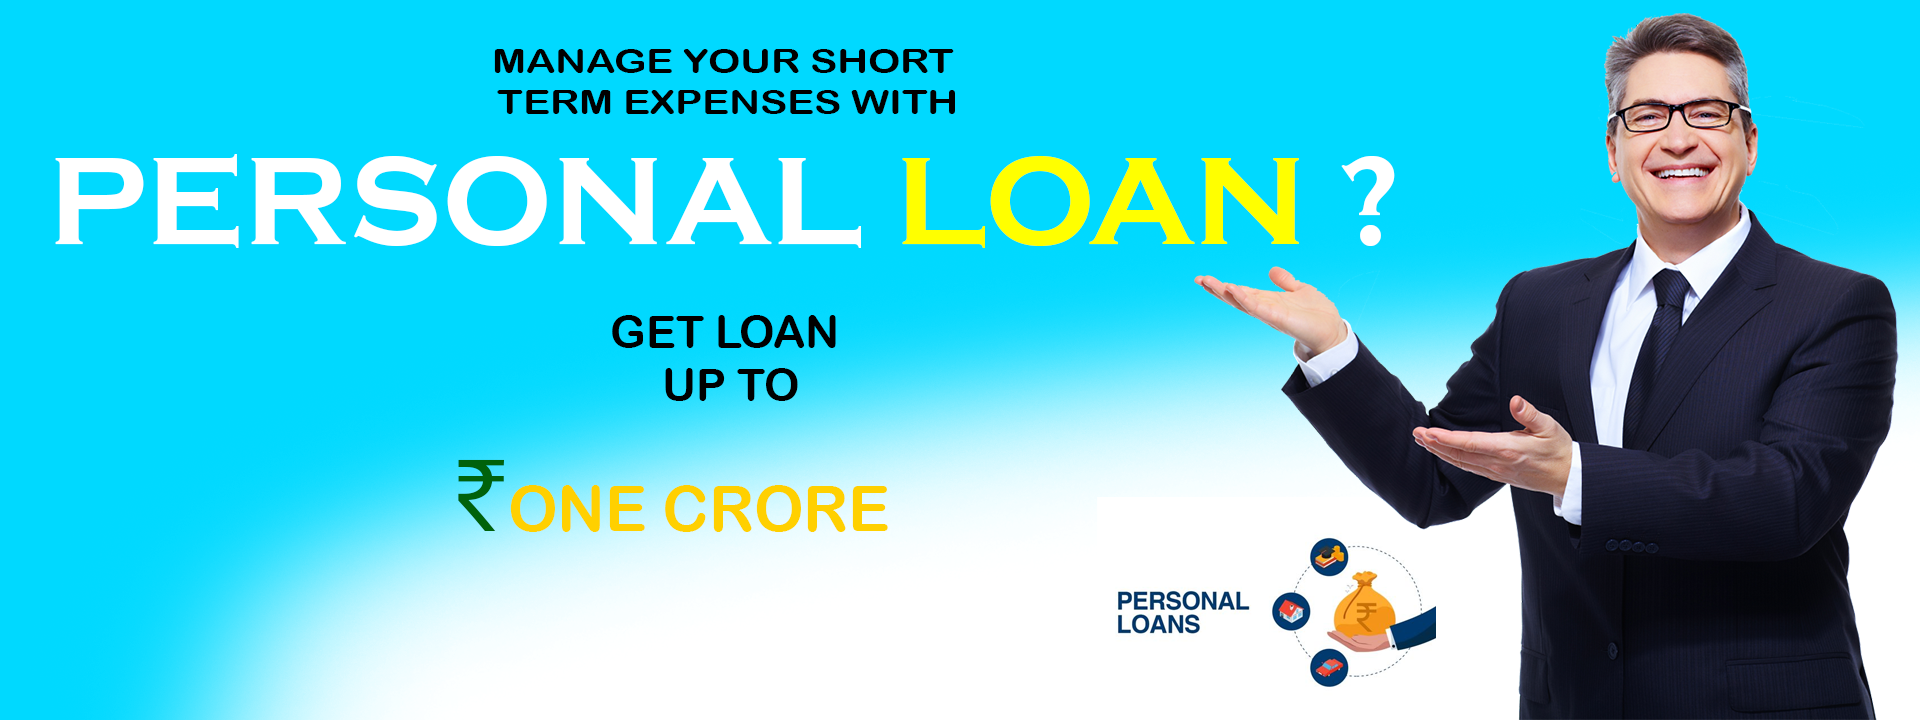 MANAGE YOUR SHORT
TERM EXPENSES WITH
PERSONAL LOAN ?
GET LOAN
UP TO
₹ ONE CRORE
PERSONAL
LOANS
₹